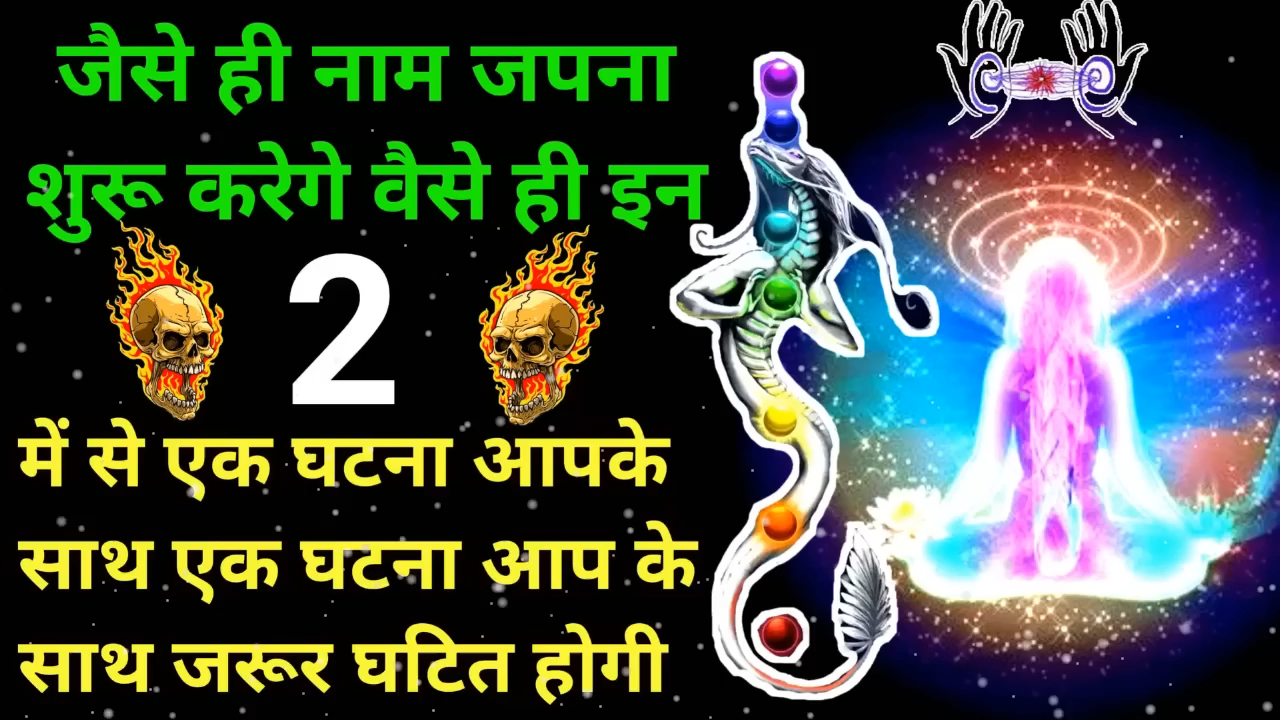 जैसे ही नाम जपना
शुरू करेगे वैसे ही इन
2
में से एक घटना आपके
साथ एक घटना आप के
साथ जरूर घटित होगी